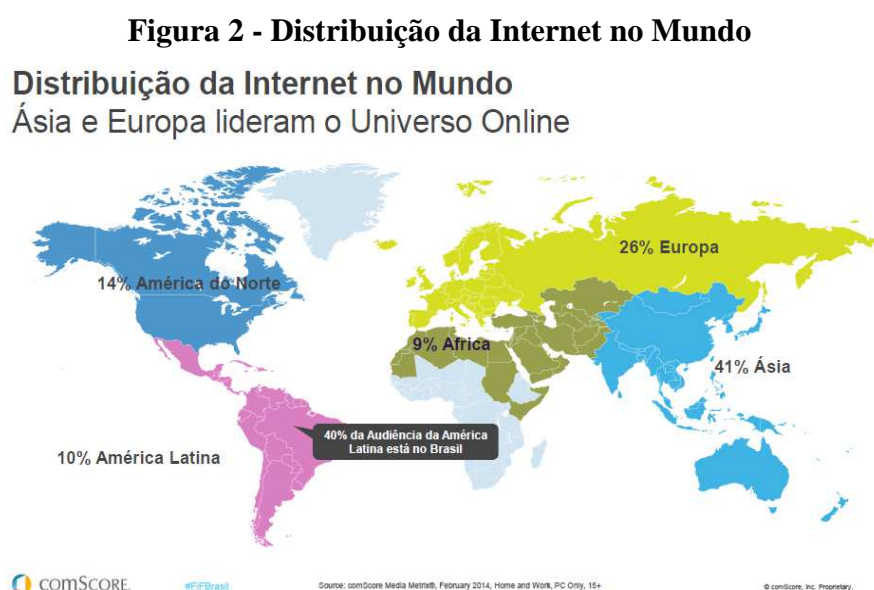 Figura 2 - Distribuição da Internet no Mundo
Distribuição da Internet no Mundo
Ásia e Europa lideram o Universo Online
26% Europa
14% América do Norte
9% Africa
41% Ásia
40% da Audiência da América
Latina está no Brasil
10% América Latina
comSCORE.
#FiFBrasil
Source: comScore Media Metrix®, February 2014, Home and Work, PC Only, 15+
© comScore, Inc. Proprietary.